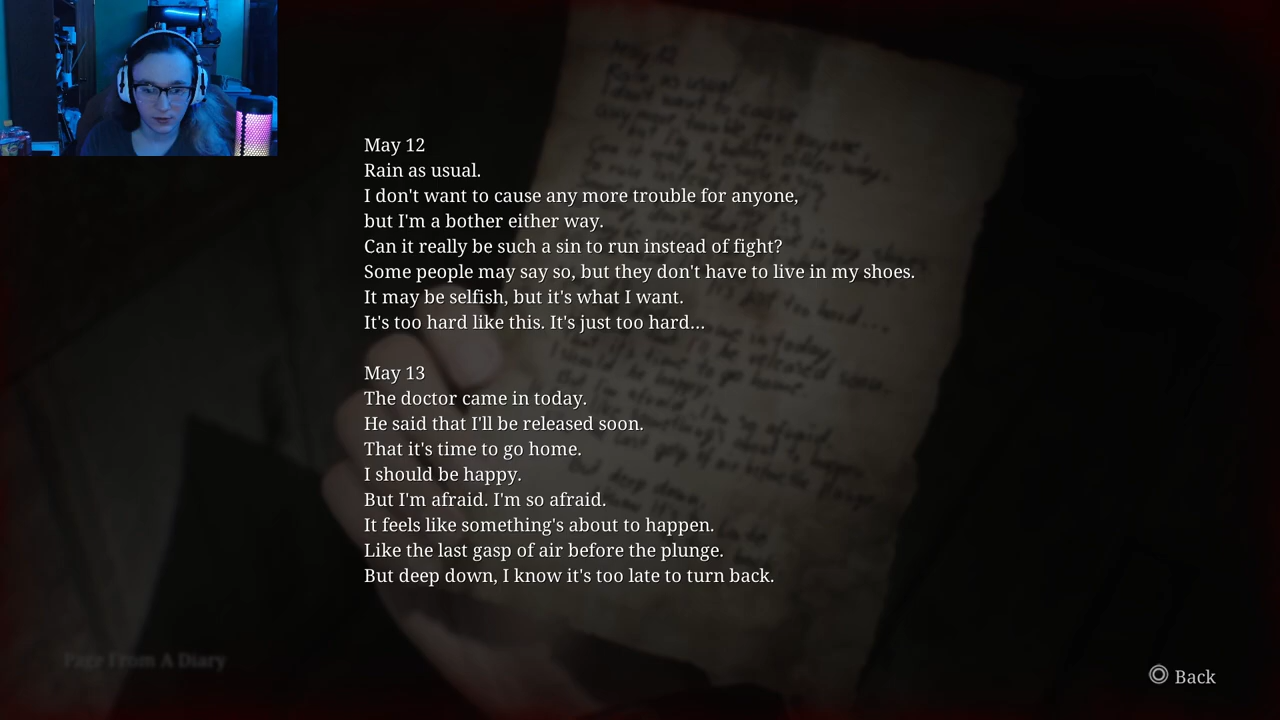 May 12
Rain as usual.
I don't want to cause any more trouble for anyone,
but I'm a bother either way.
Can it really be such a sin to run instead of fight?
Some people may say so, but they don't have to live in my shoes.
It may be selfish, but it's what I want.
It's too hard like this. It's just too hard...
May 13
The doctor came in today.
He said that I'll be released soon.
That it's time to go home.
I should be happy.
But I'm afraid. I'm so afraid.
It feels like something's about to happen.
Like the last gasp of air before the plunge.
But deep down, I know it's too late to turn back.
Page From A Diary
Back